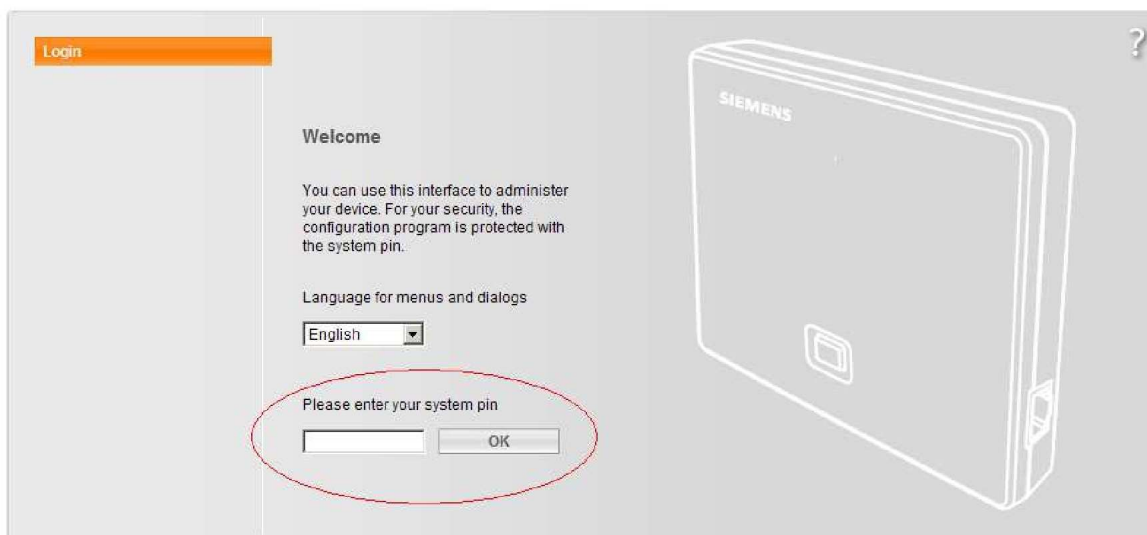 Login
?
SIEMENS
Welcome
You can use this interface to administer
your device. For your security, the
configuration program is protected with
the system pin.
Language for menus and dialogs
English
Please enter your system pin
OK